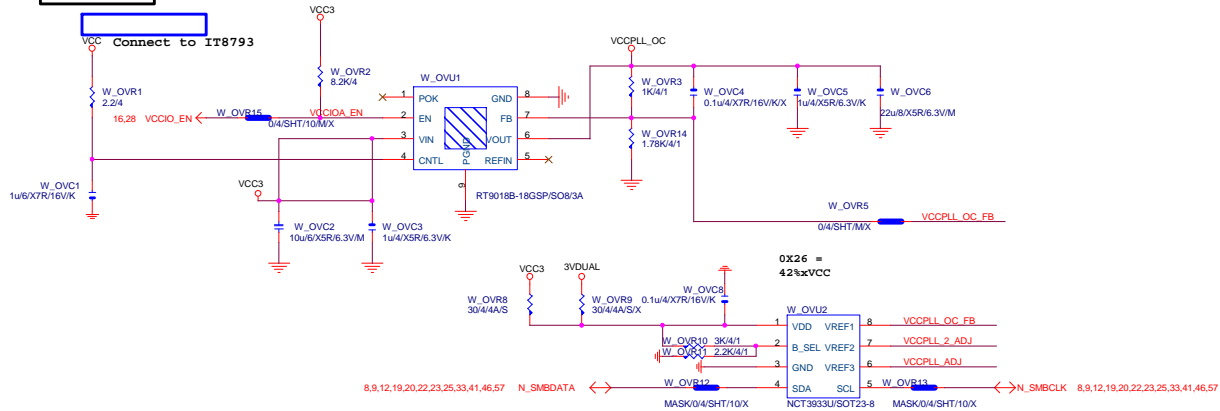 VCC3
VCC
Connect to IT8793
VCCPLL_OC
W_OVR1
2.2/4
W_OVR2
8.2K/4
W_OVU1
W_OVR3
1K/4/1
W_OVC4
0.1u/4/X7R/16V/K/X
W_OVC5
1u/4/X5R/6.3V/K
W_OVC6
22u/8/X5R/6.3V/M
1 POK
GND 8
16,28 VCCIO_EN
W_OVR15
VCCIOA_EN
0/4/SHT/10/M/X
2 EN
FB 7
3 VIN
VOUT 6
4 CNTL
REFIN 5
PGND
9
W_OVR14
1.78K/4/1
RT9018B-18GSP/SO8/3A
W_OVC1
1u/6/X7R/16V/K
VCC3
W_OVC2
10u/6/X5R/6.3V/M
W_OVC3
1u/4/X5R/6.3V/K
W_OVR5
0/4/SHT/M/X
VCCPLL_OC_FB
0X26 =
42%xVCC
VCC3
3VDUAL
W_OVR8
30/4/4A/S
W_OVR9
30/4/4A/S/X
W_OVC8
0.1u/4/X7R/16V/K
W_OVU2
1 VDD
VREF1 8
VCCPLL_OC_FB
W_OVR10 3K/4/1
W_OVR11 2.2K/4/1
2 B_SEL
VREF2 7
VCCPLL_2_ADJ
3 GND
VREF3 6
VCCPLL_ADJ
8,9,12,19,20,22,23,25,33,41,46,57 N_SMBDATA
W_OVR12
MASK/0/4/SHT/10/X
4 SDA
SCL 5
W_OVR13
MASK/0/4/SHT/10/X
N_SMBCLK 8,9,12,19,20,22,23,25,33,41,46,57
NCT3933U/SOT23-8